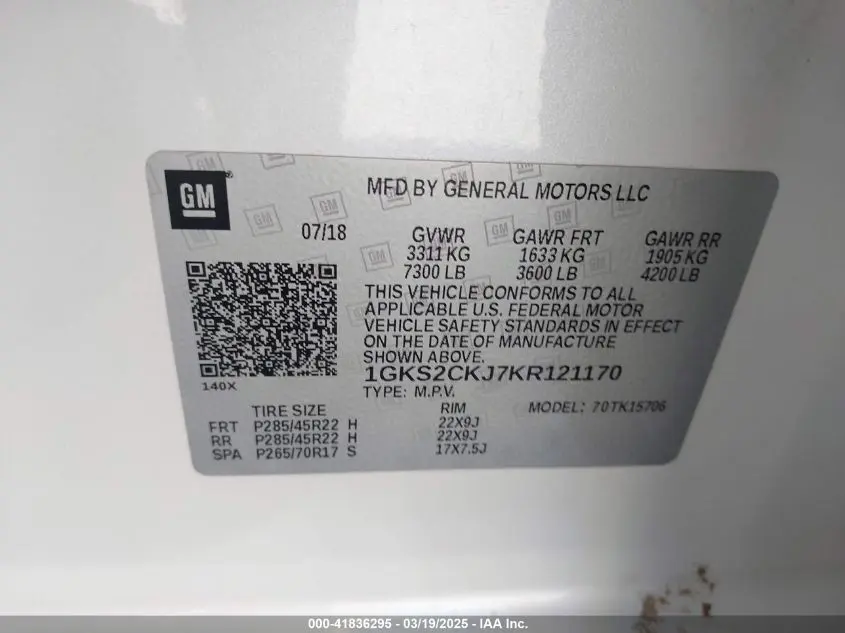 GM
MFD BY GENERAL MOTORS LLC
07/18
GVWR GAWR FRT GAWR RR
3311 KG 1633 KG 1905 KG
7300 LB 3600 LB 4200 LB
THIS VEHICLE CONFORMS TO ALL
APPLICABLE U.S. FEDERAL MOTOR
VEHICLE SAFETY STANDARDS IN EFFECT
ON THE DATE OF MANUFACTURE
SHOWN ABOVE.
1GKS2CKJ7KR121170
140X
TYPE: M.P.V.
TIRE SIZE RIM MODEL: 70TK15706
FRT P285/45R22 H 22X9J
RR P285/45R22 H 22X9J
SPA P265/70R17 S 17X7.5J
000-41836295 - 03/19/2025 - IAA Inc.